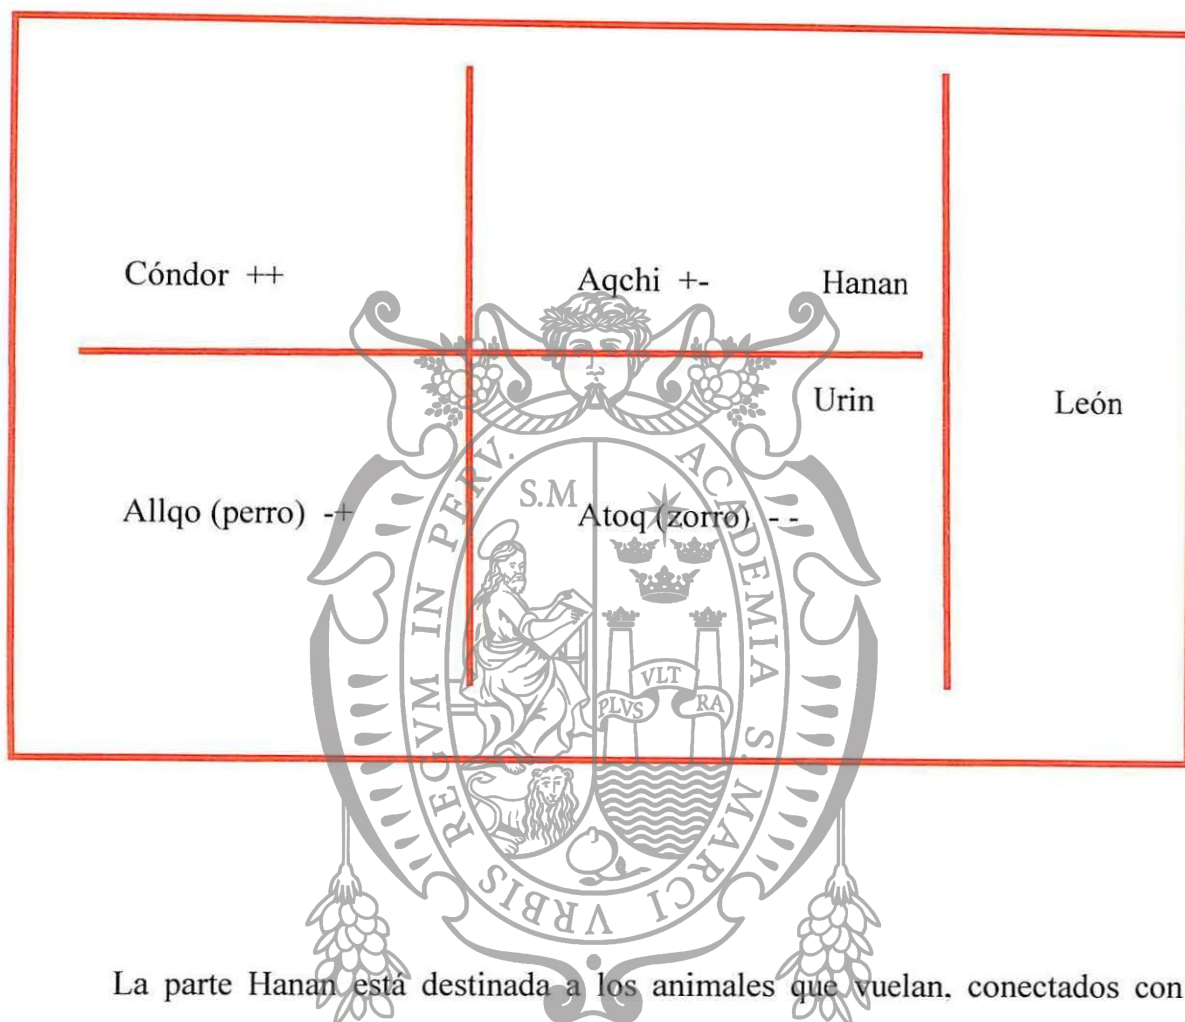 Cóndor ++ Aqchi +- Hanan
Urin León
Allqo (perro) -+ Atoq (zorro) - -
S.M
ACADEMIA S. MARCI VRBIS REGVM IN PERV.
PLVS VLT RA
La parte Hanan está destinada a los animales que vuelan, conectados con